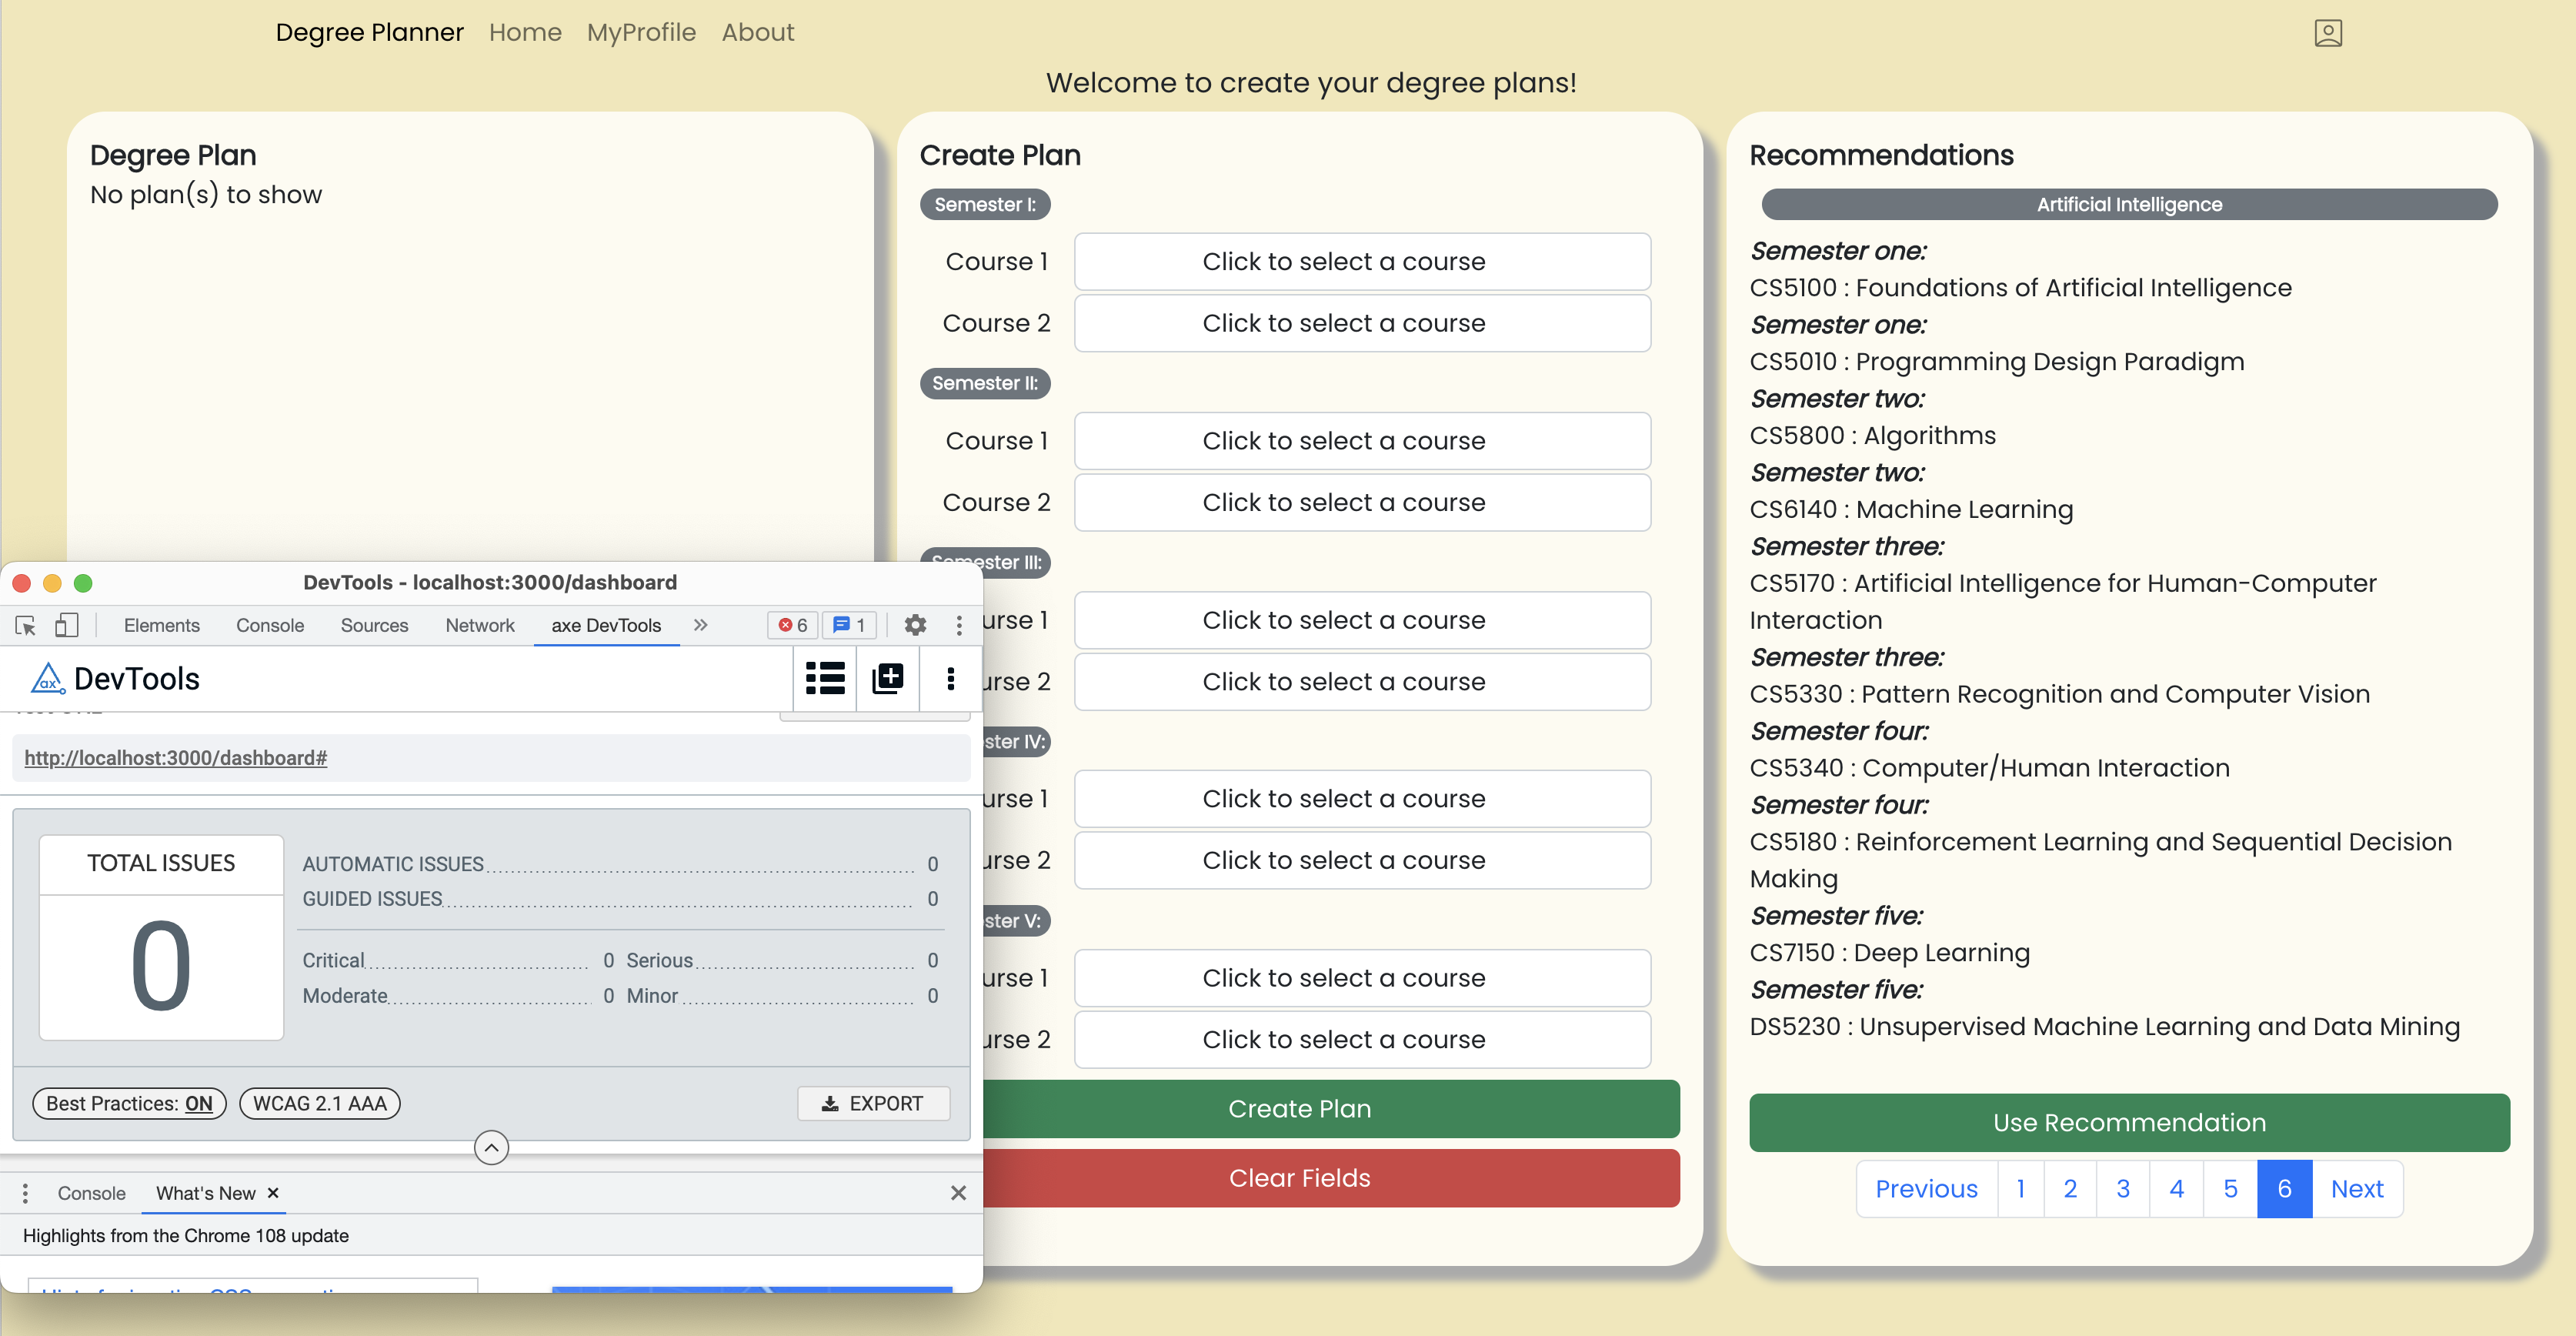 Degree Planner Home MyProfile About
Welcome to create your degree plans!
Degree Plan
No plan(s) to show
Create Plan
Semester I:
Course 1 Click to select a course
Course 2 Click to select a course
Semester II:
Course 1 Click to select a course
Course 2 Click to select a course
Semester III:
urse 1 Click to select a course
urse 2 Click to select a course
ster IV:
urse 1 Click to select a course
urse 2 Click to select a course
ster V:
urse 1 Click to select a course
urse 2 Click to select a course
Create Plan
Clear Fields
Recommendations
Artificial Intelligence
Semester one:
CS5100 : Foundations of Artificial Intelligence
Semester one:
CS5010 : Programming Design Paradigm
Semester two:
CS5800 : Algorithms
Semester two:
CS6140 : Machine Learning
Semester three:
CS5170 : Artificial Intelligence for Human-Computer
Interaction
Semester three:
CS5330 : Pattern Recognition and Computer Vision
Semester four:
CS5340 : Computer/Human Interaction
Semester four:
CS5180 : Reinforcement Learning and Sequential Decision
Making
Semester five:
CS7150 : Deep Learning
Semester five:
DS5230 : Unsupervised Machine Learning and Data Mining
Use Recommendation
Previous 1 2 3 4 5 6 Next
DevTools - localhost:3000/dashboard
Elements Console Sources Network axe DevTools » 6 1
ax DevTools
http://localhost:3000/dashboard#
TOTAL ISSUES
0
AUTOMATIC ISSUES 0
GUIDED ISSUES 0
Critical 0 Serious 0
Moderate 0 Minor 0
Best Practices: ON WCAG 2.1 AAA EXPORT
Console What's New ×
Highlights from the Chrome 108 update